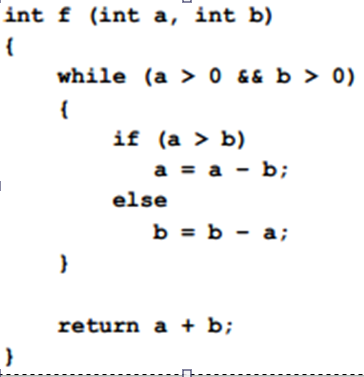 int f (int a, int b)
{
while (a > 0 && b > 0)
{
if (a > b)
a = a - b;
else
b = b - a;
}
return a + b;
}